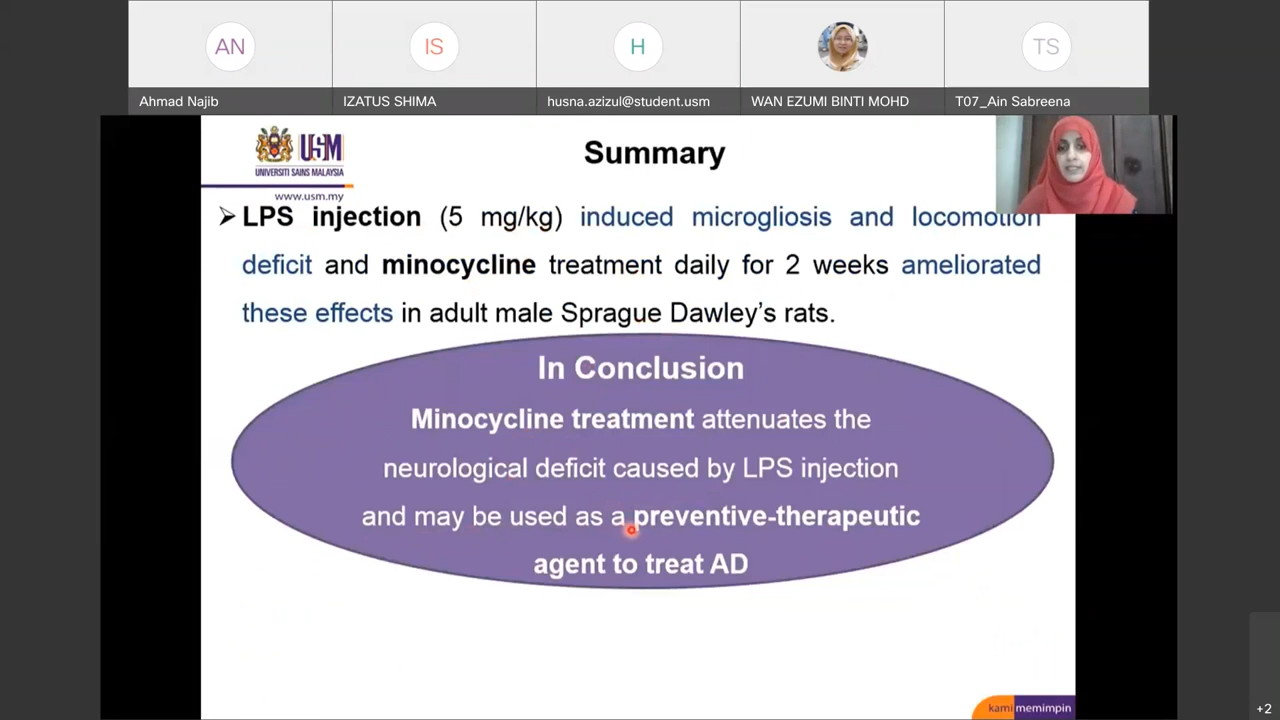 AN
IS
H
TS
Ahmad Najib
IZATUS SHIMA
husna.azizul@student.usm
WAN EZUMI BINTI MOHD
T07_Ain Sabreena
USM
UNIVERSITI SAINS MALAYSIA
www.usm.my
Summary
➢ LPS injection (5 mg/kg) induced microgliosis and locomotion
deficit and minocycline treatment daily for 2 weeks ameliorated
these effects in adult male Sprague Dawley’s rats.
In Conclusion
Minocycline treatment attenuates the
neurological deficit caused by LPS injection
and may be used as a preventive-therapeutic
agent to treat AD
kami memimpin
+2